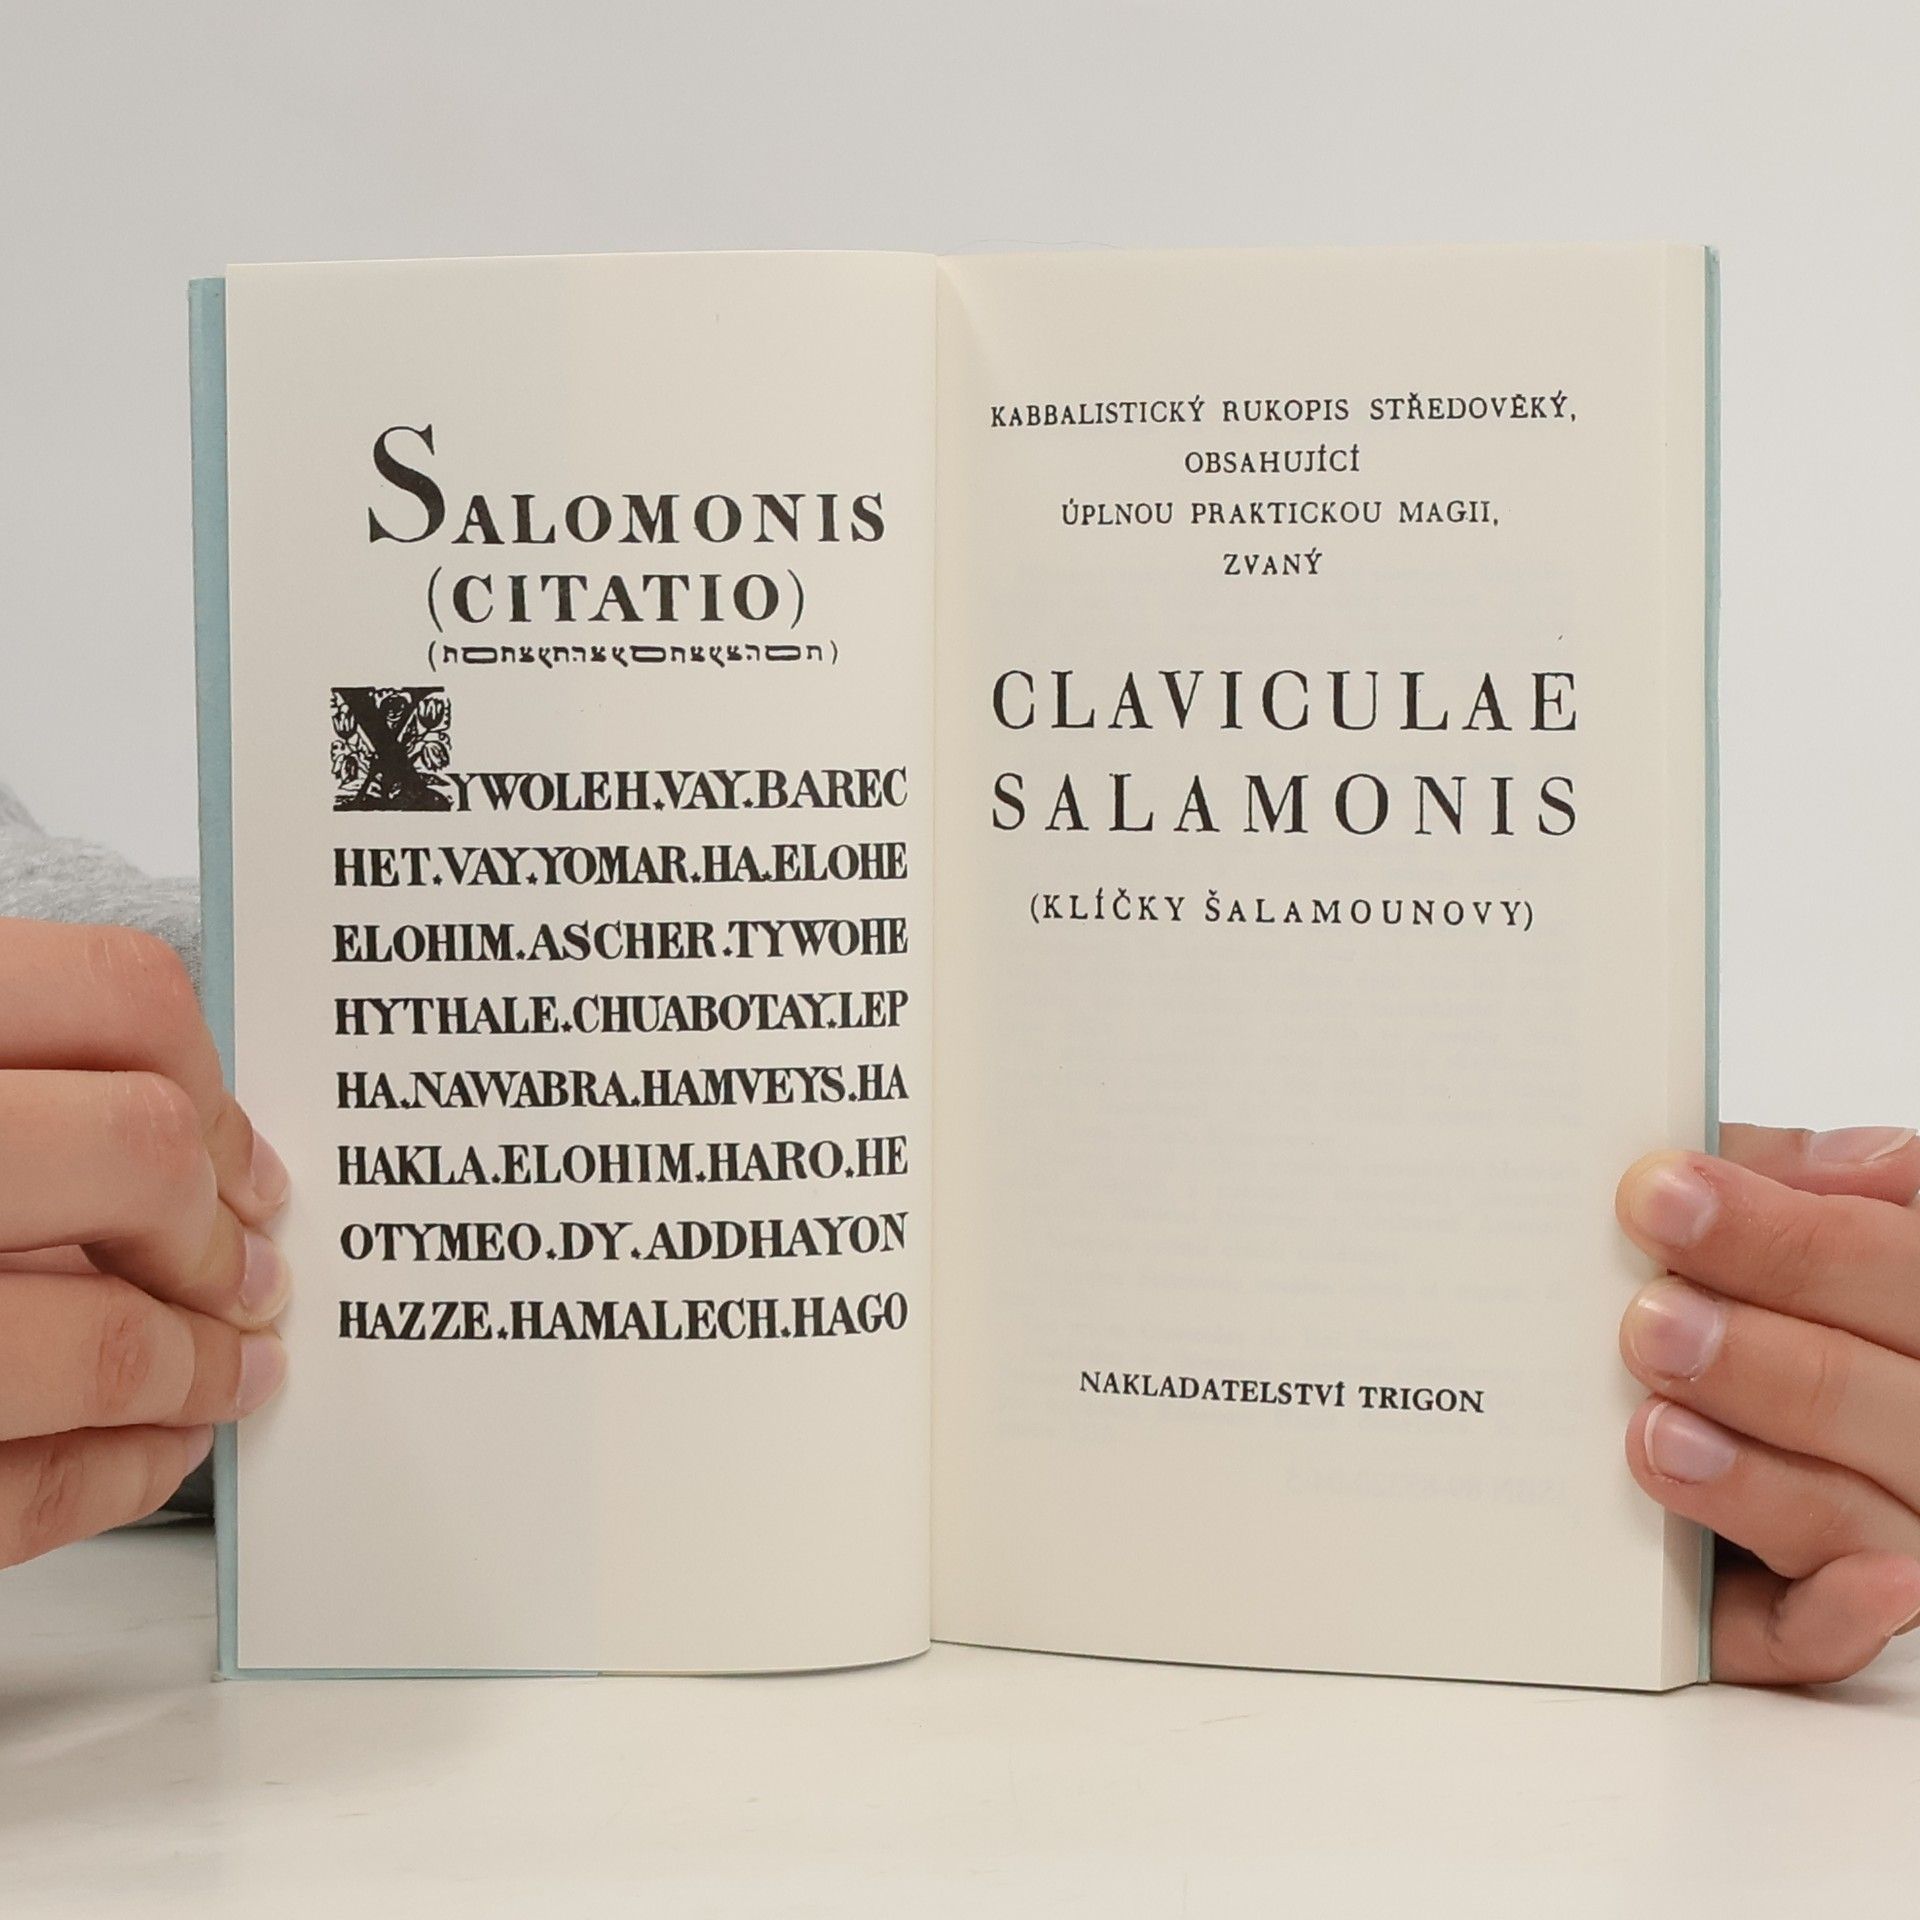 SALOMONIS
(CITATIO)
XYWOLEH.VAY.BAREC
HET.VAY.YOMAR.HA.ELOHE
ELOHIM.ASCHER.TYWOHE
HYTHALE.CHUABOTAY.LEP
HA.NAWABRA.HAMVEYS.HA
HAKLA.ELOHIM.HARO.HE
OTYMEO.DY.ADDHAYON
HAZZE.HAMALECH.HAGO
KABBALISTICKÝ RUKOPIS STŘEDOVĚKÝ,
OBSAHUJÍCÍ
ÚPLNOU PRAKTICKOU MAGII,
ZVANÝ
CLAVICULAE
SALAMONIS
(KLÍČKY ŠALAMOUNOVY)
NAKLADATELSTVÍ TRIGON